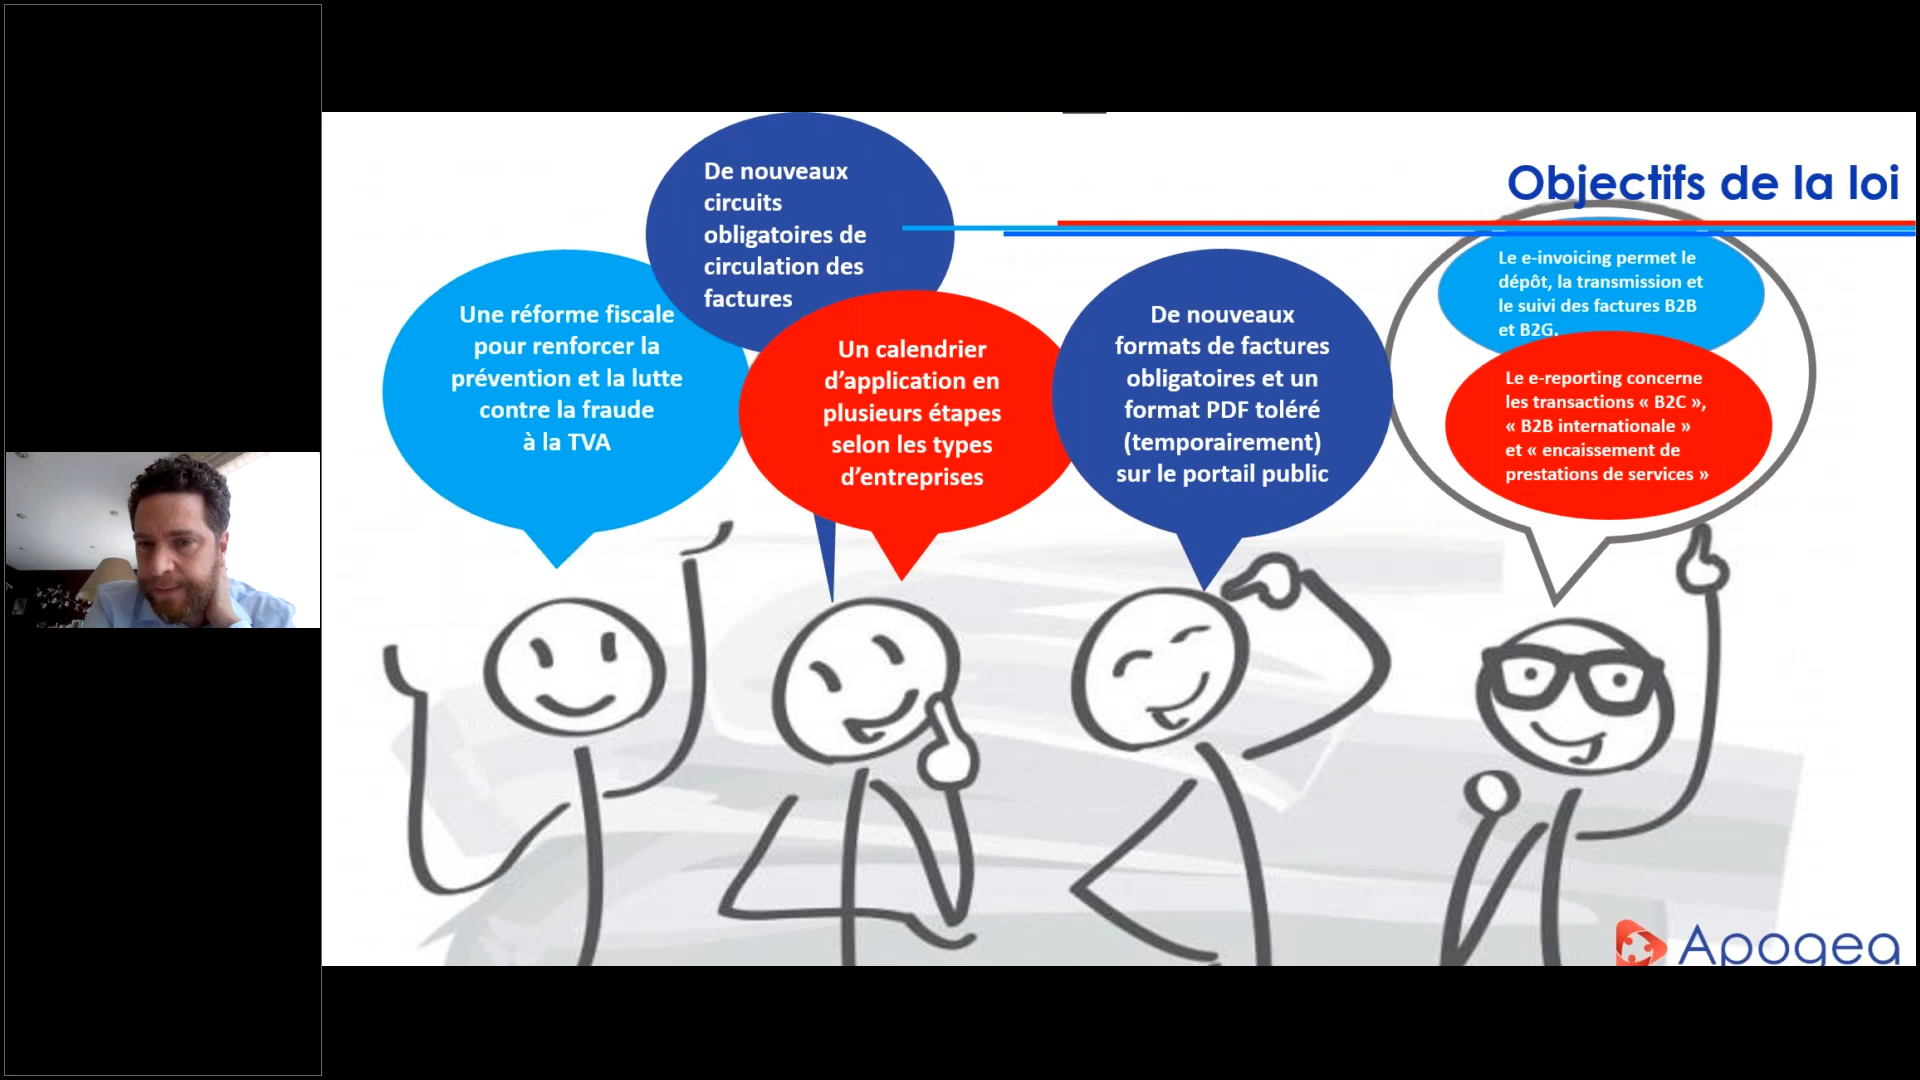 Objectifs de la loi
De nouveaux
circuits
obligatoires de
circulation des
factures
Une réforme fiscale
pour renforcer la
prévention et la lutte
contre la fraude
à la TVA
Un calendrier
d’application en
plusieurs étapes
selon les types
d’entreprises
De nouveaux
formats de factures
obligatoires et un
format PDF toléré
(temporairement)
sur le portail public
Le e-invoicing permet le
dépôt, la transmission et
le suivi des factures B2B
et B2G.
Le e-reporting concerne
les transactions « B2C »,
« B2B internationale »
et « encaissement de
prestations de services »
Apogea